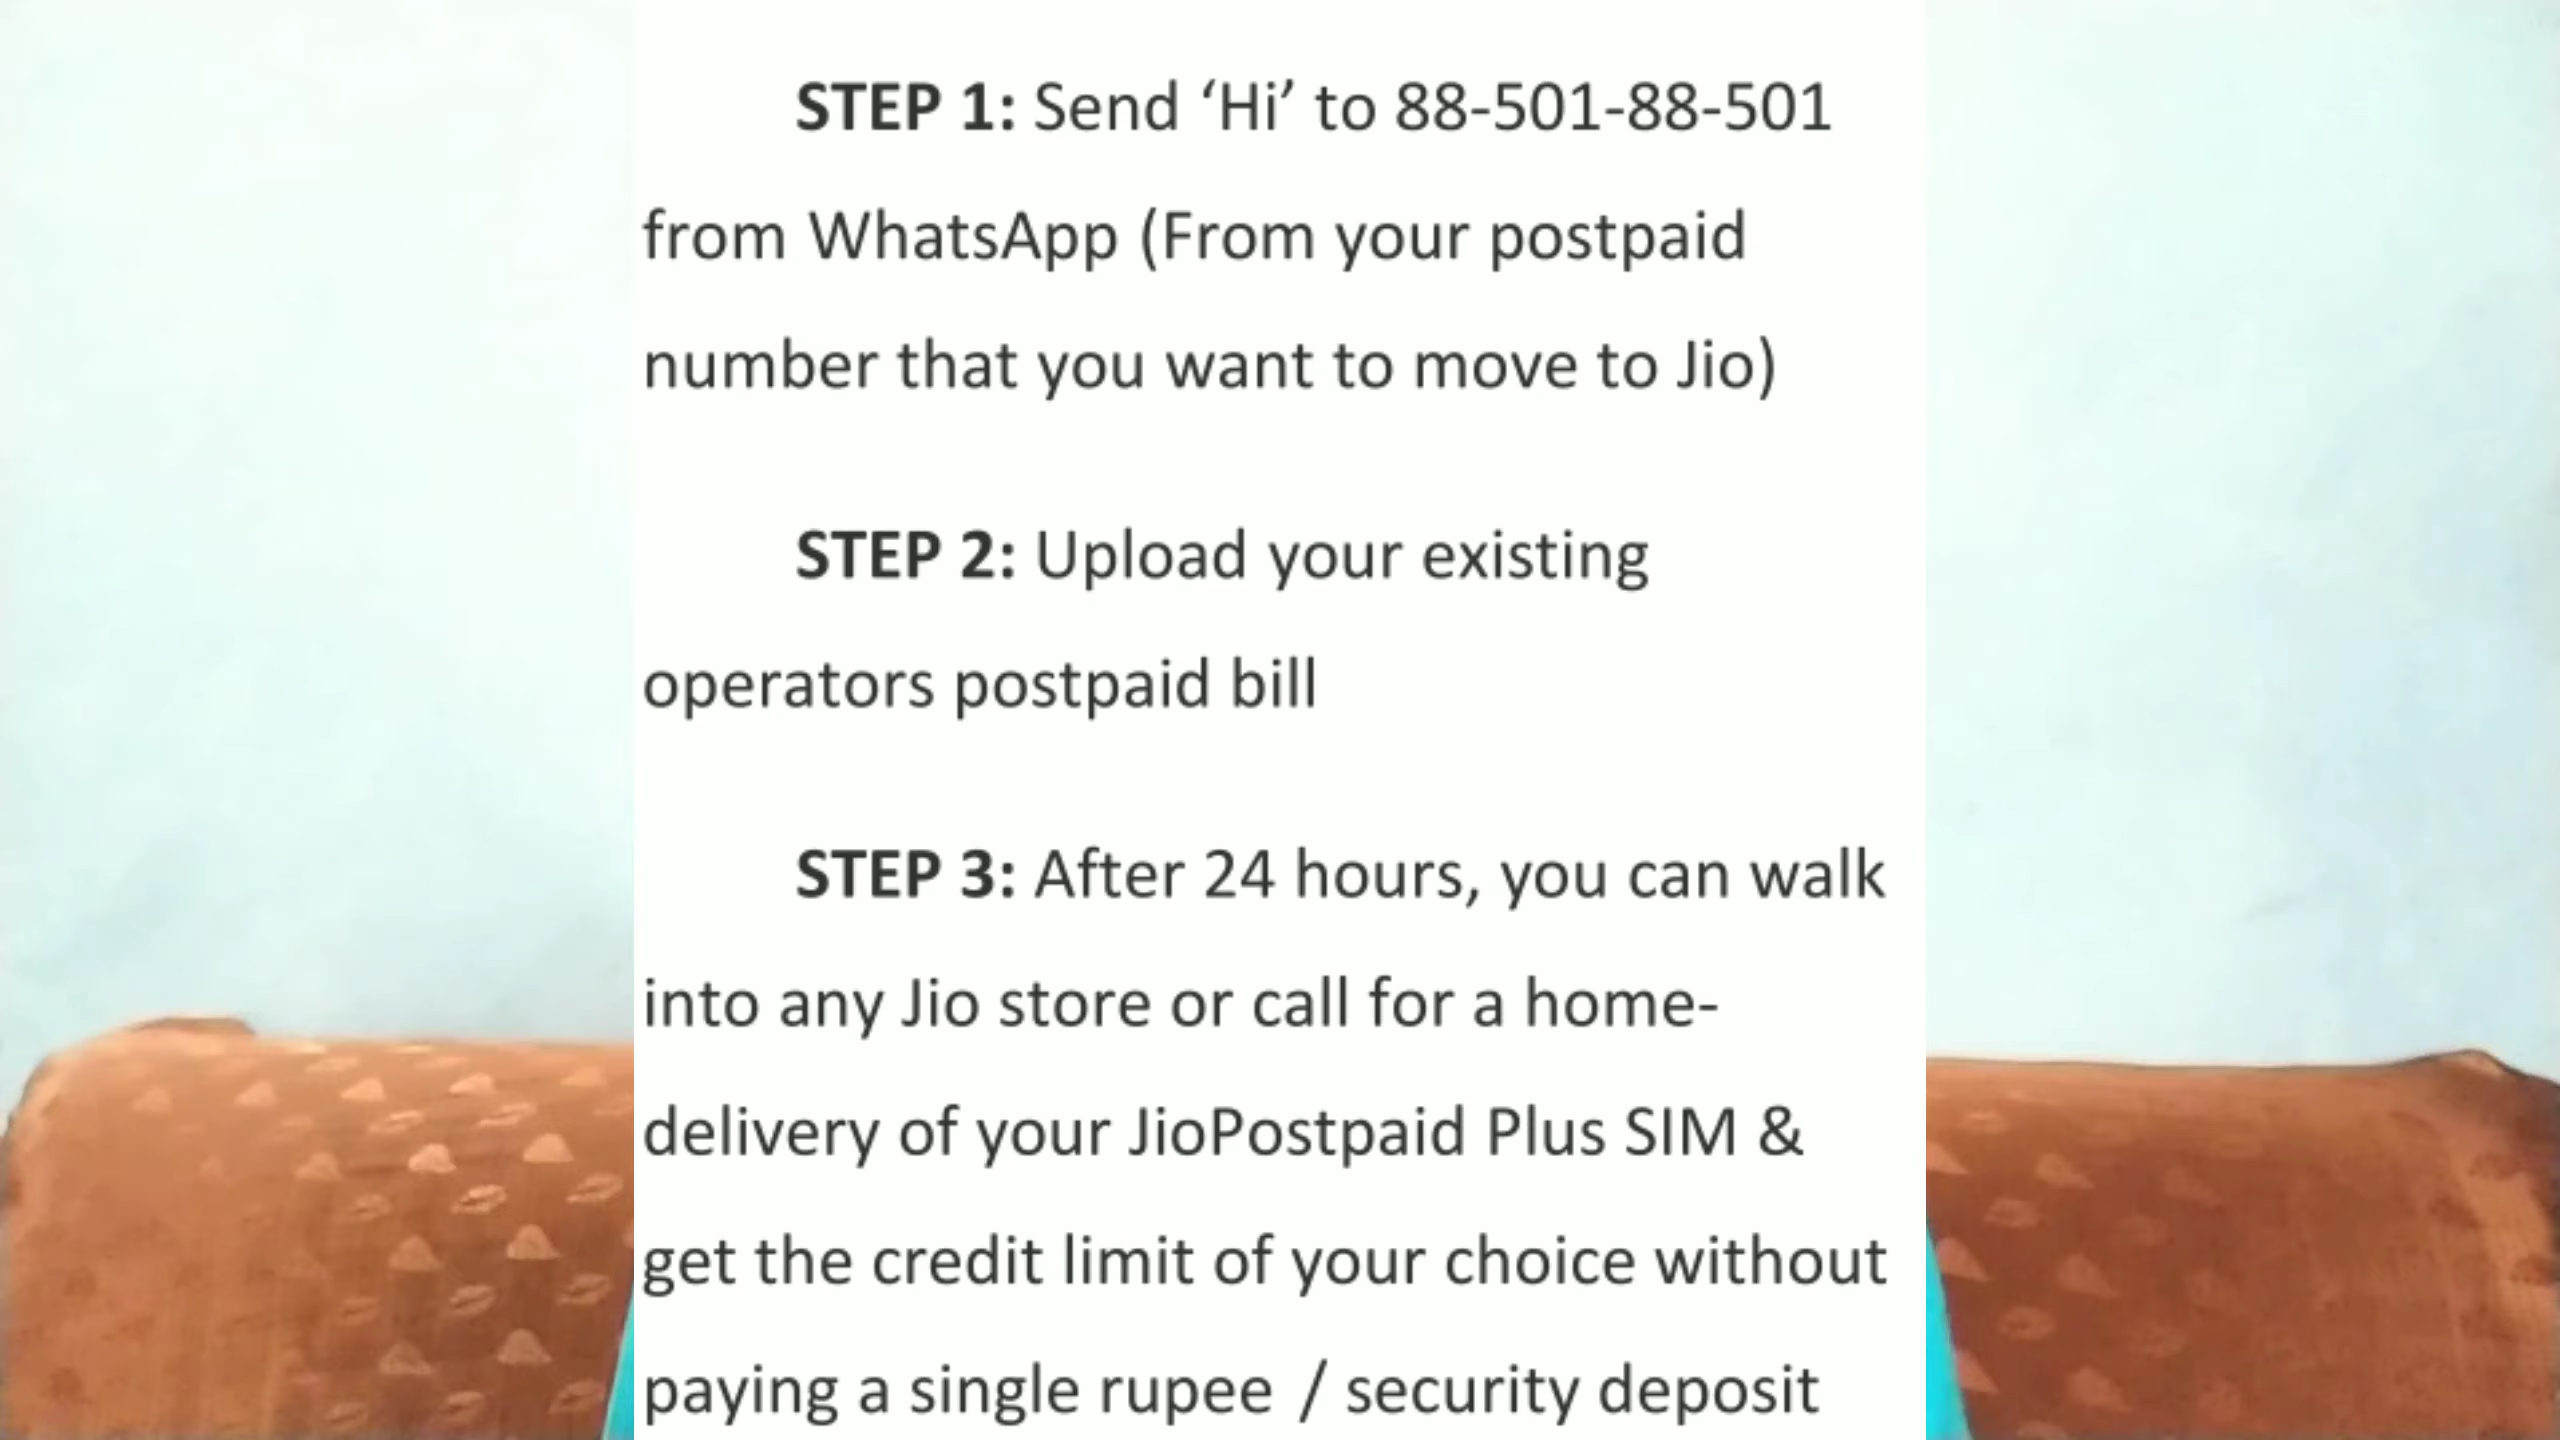 STEP 1: Send ‘Hi’ to 88-501-88-501
from WhatsApp (From your postpaid
number that you want to move to Jio)
STEP 2: Upload your existing
operators postpaid bill
STEP 3: After 24 hours, you can walk
into any Jio store or call for a home-
delivery of your JioPostpaid Plus SIM &
get the credit limit of your choice without
paying a single rupee / security deposit